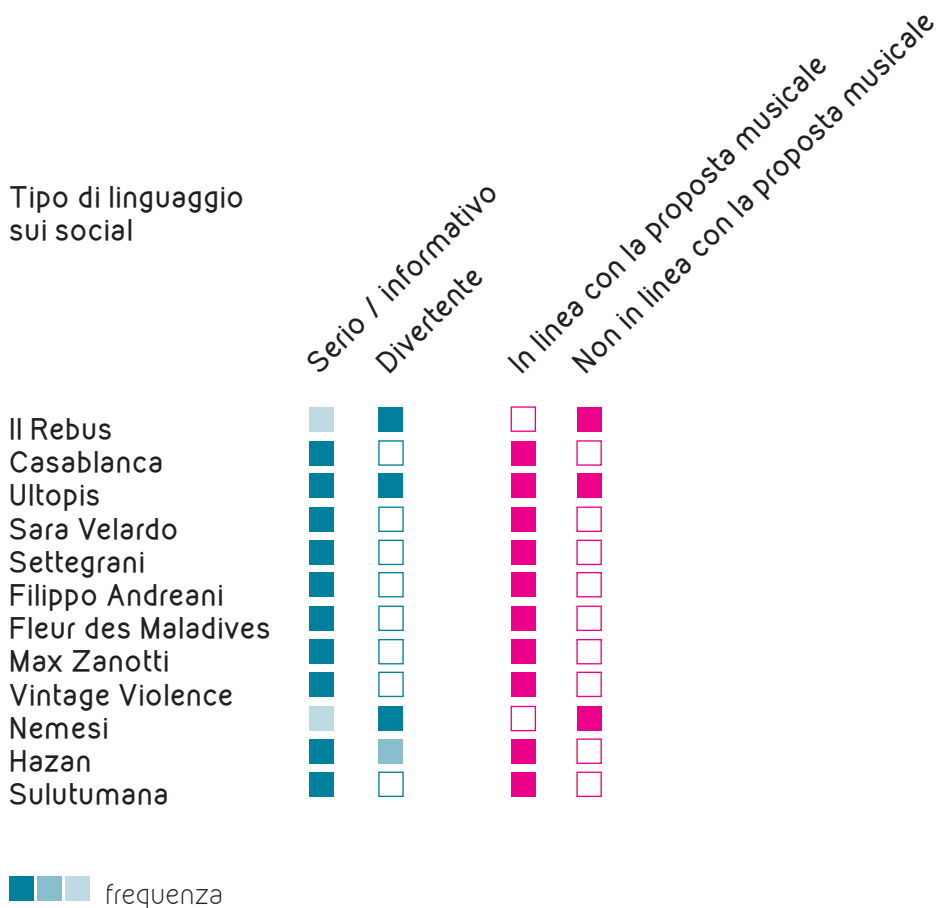 Tipo di linguaggio
sui social
Serio / informativo
Divertente
In linea con la proposta musicale
Non in linea con la proposta musicale
Il Rebus
Casablanca
Ultopis
Sara Velardo
Settegrani
Filippo Andreani
Fleur des Maladives
Max Zanotti
Vintage Violence
Nemesi
Hazan
Sulutumana
frequenza